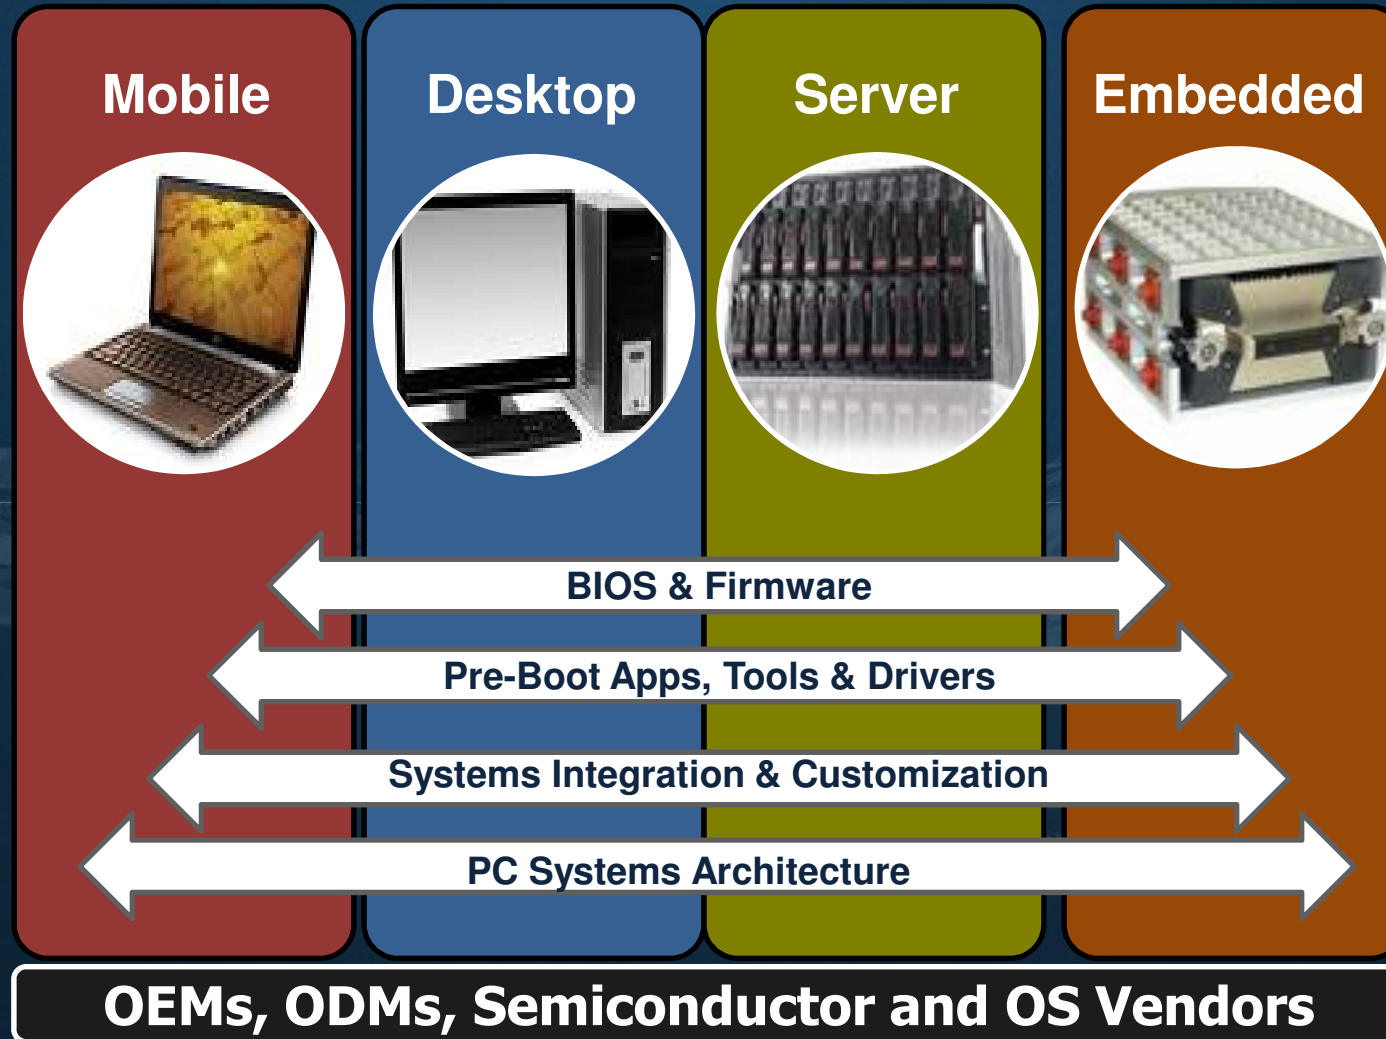 Mobile
Desktop
Server
Embedded
BIOS & Firmware
Pre-Boot Apps, Tools & Drivers
Systems Integration & Customization
PC Systems Architecture
OEMs, ODMs, Semiconductor and OS Vendors